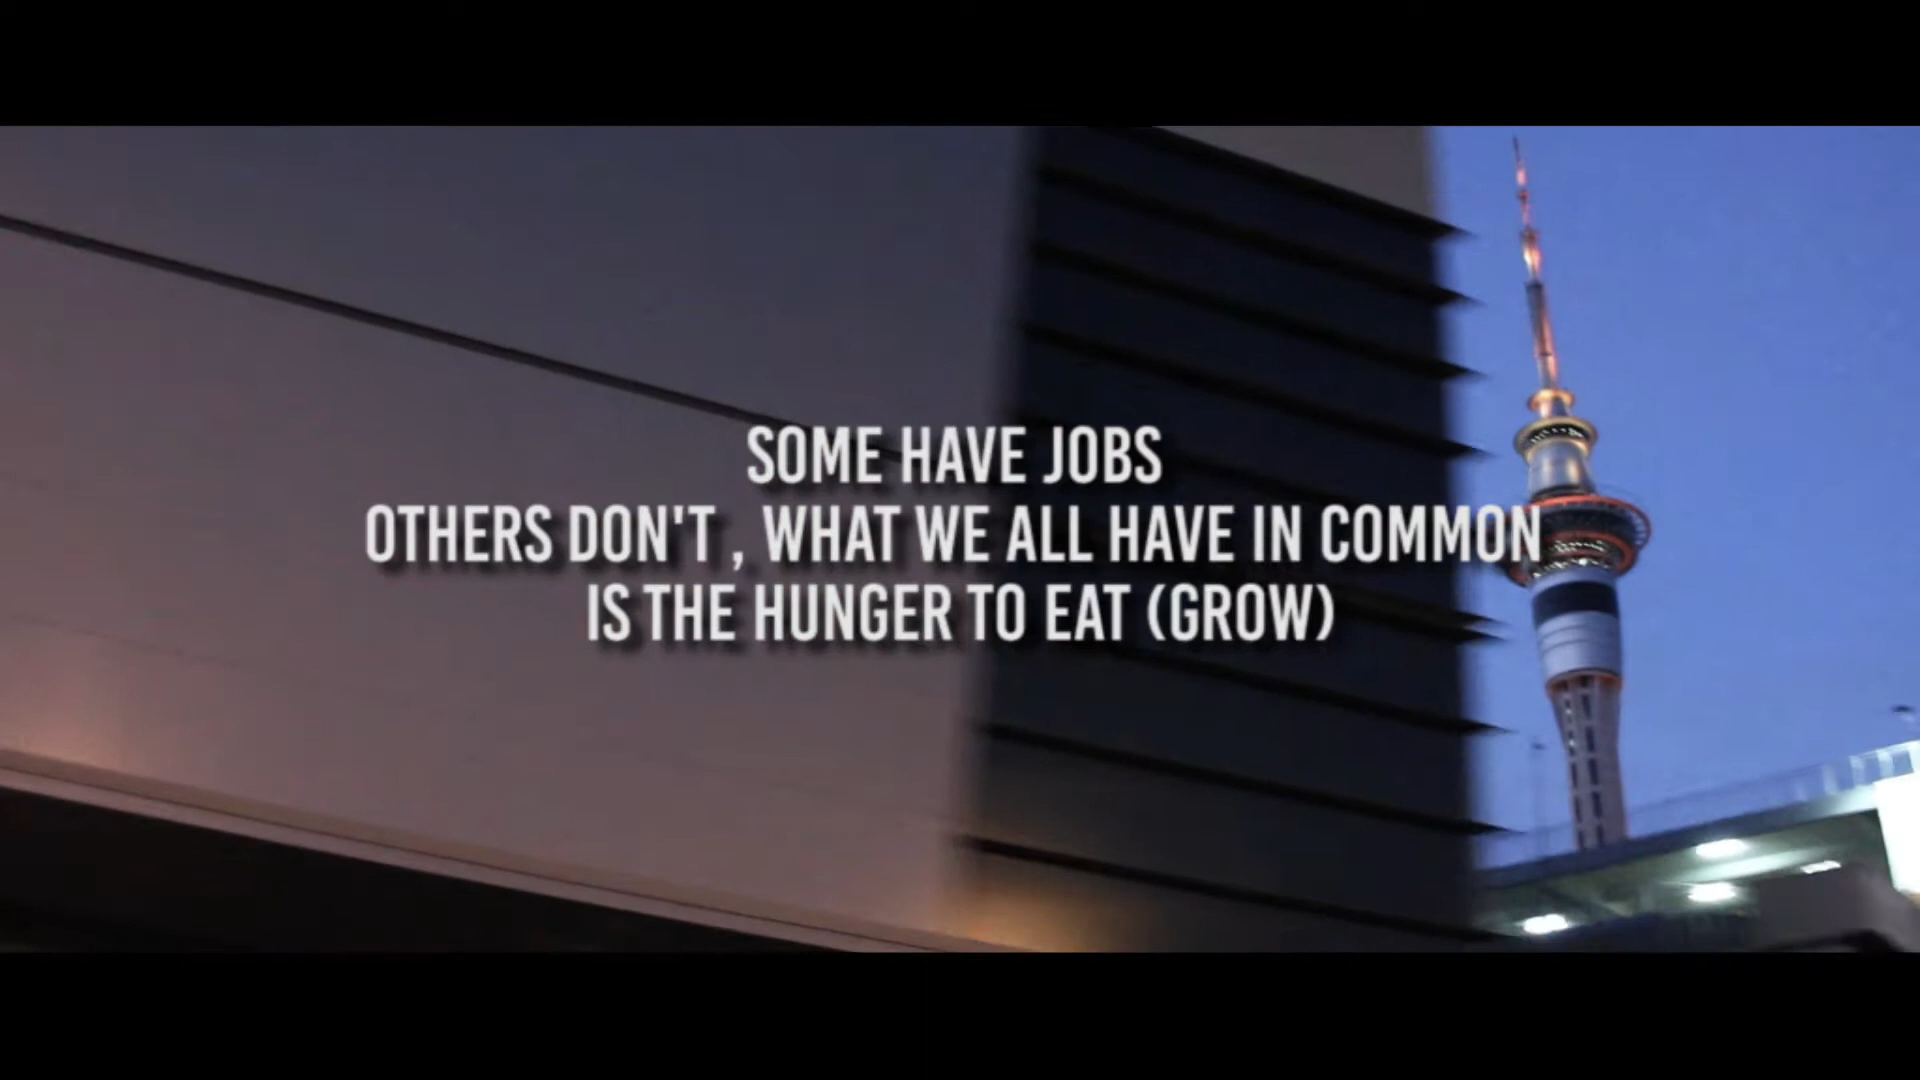 SOME HAVE JOBS
OTHERS DON'T , WHAT WE ALL HAVE IN COMMON
IS THE HUNGER TO EAT (GROW)